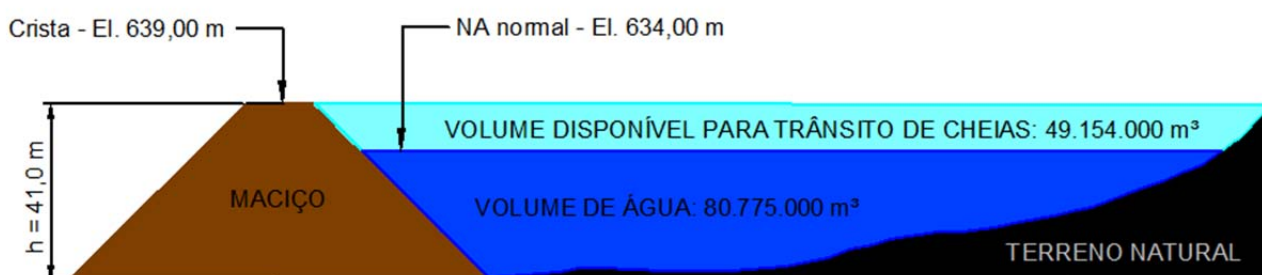 Crista - El. 639,00 m
NA normal - El. 634,00 m
VOLUME DISPONÍVEL PARA TRÂNSITO DE CHEIAS: 49.154.000 m³
h = 41,0 m
MACIÇO
VOLUME DE ÁGUA: 80.775.000 m³
TERRENO NATURAL